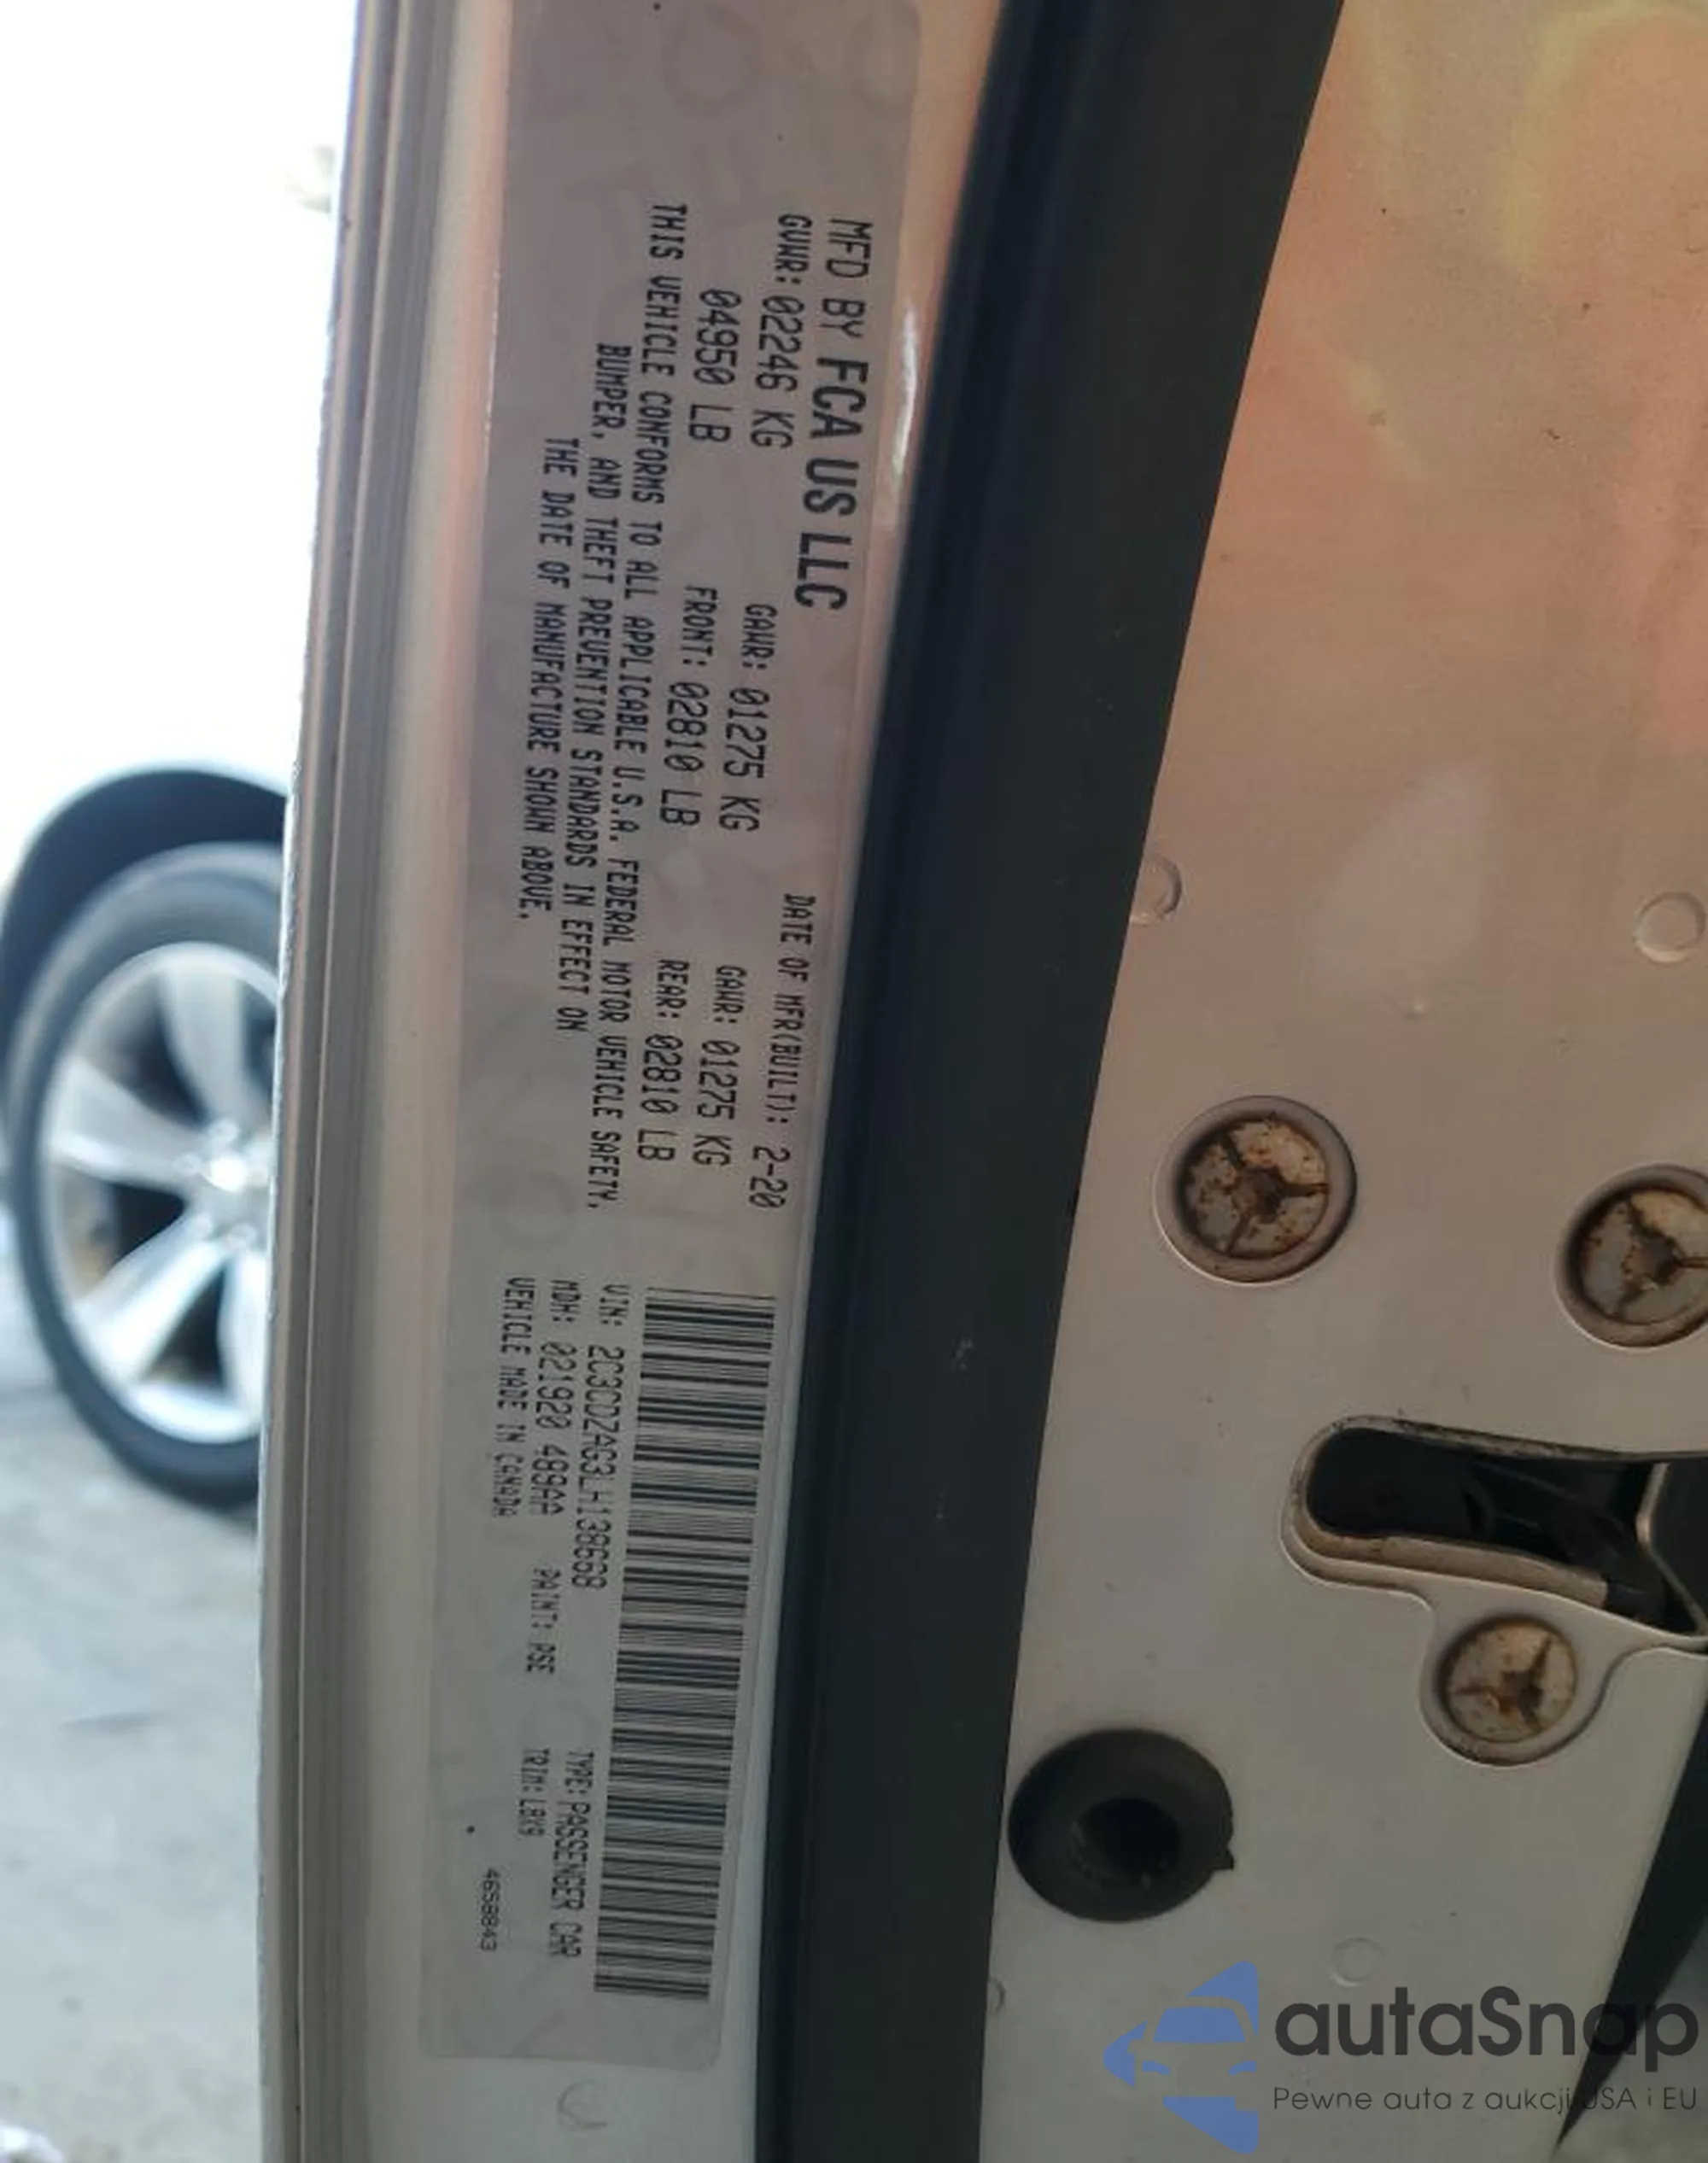 MFD BY FCA US LLC
DATE OF MFR(BUILT): 2-20
GVWR: 02246 KG
GAWR: 01275 KG
GAWR: 01275 KG
04950 LB
FRONT: 02810 LB
REAR: 02810 LB
THIS VEHICLE CONFORMS TO ALL APPLICABLE U.S.A. FEDERAL MOTOR VEHICLE SAFETY,
BUMPER, AND THEFT PREVENTION STANDARDS IN EFFECT ON
THE DATE OF MANUFACTURE SHOWN ABOVE.
VIN: 2C3CDZAG3LH138668
TYPE: PASSENGER CAR
MDH: 021920 489AA
PAINT: PSE
TRIM: L8X9
VEHICLE MADE IN CANADA
4658843
autaSnap
Pewne auta z aukcji USA i EU